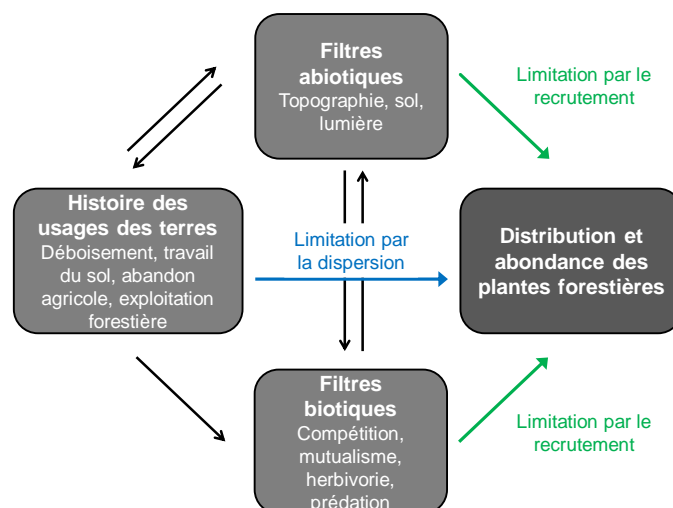 Filtres
abiotiques
Topographie, sol,
lumière
Limitation par le
recrutement
Histoire des
usages des terres
Déboisement, travail
du sol, abandon
agricole, exploitation
forestière
Limitation par
la dispersion
Distribution et
abondance des
plantes forestières
Filtres
biotiques
Compétition,
mutualisme,
herbivorie,
prédation
Limitation par le
recrutement